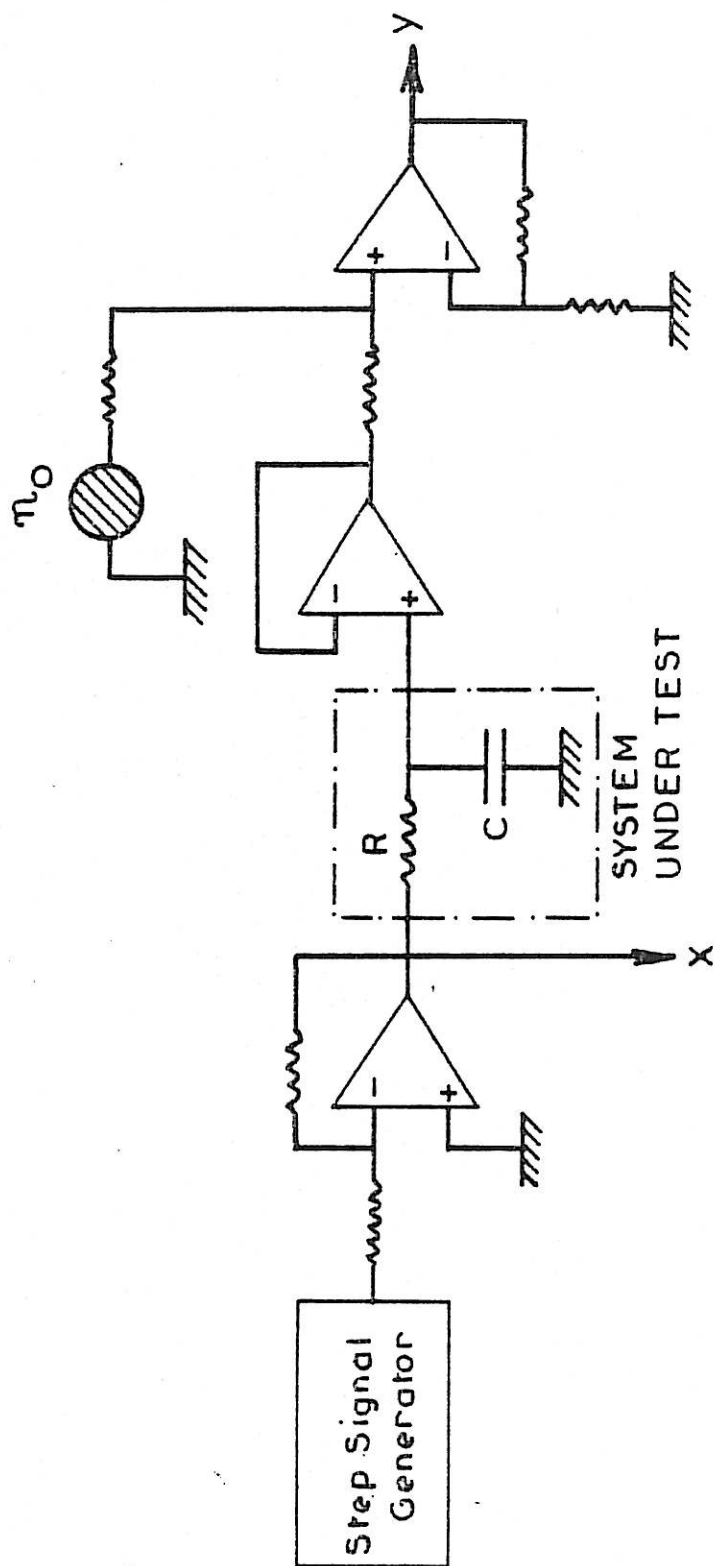 Step Signal
Generator
−
+
x
R
C
SYSTEM
UNDER TEST
−
+
n₀
+
−
y